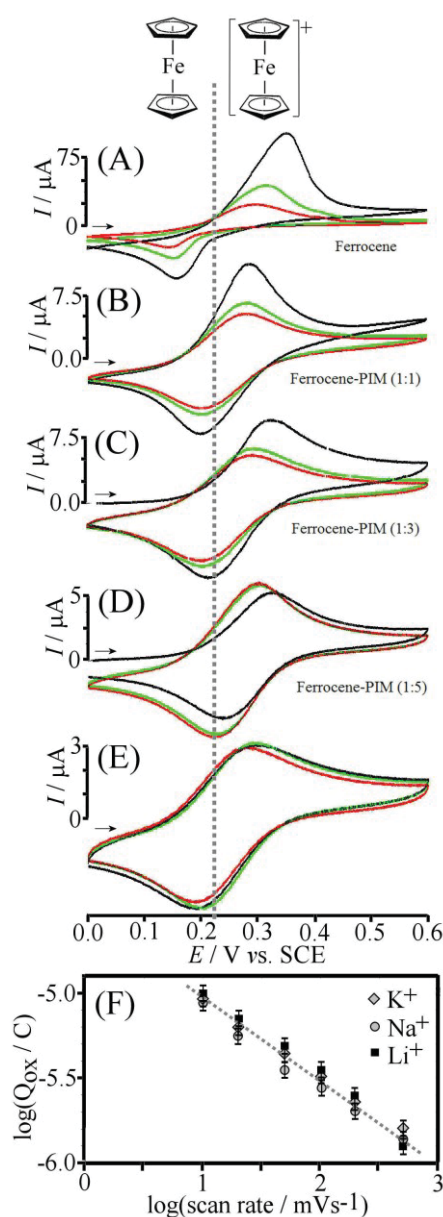 Fe Fe +
(A)
75
0
I / μA
Ferrocene
(B)
7.5
0.0
I / μA
Ferrocene-PIM (1:1)
(C)
7.5
0.0
I / μA
Ferrocene-PIM (1:3)
(D)
5
0
I / μA
Ferrocene-PIM (1:5)
(E)
3
0
I / μA
0.0 0.1 0.2 0.3 0.4 0.5 0.6
E / V vs. SCE
(F)
K+
Na+
Li+
-5.0
-5.5
-6.0
log(Qox / C)
0 1 2 3
log(scan rate / mVs-1)